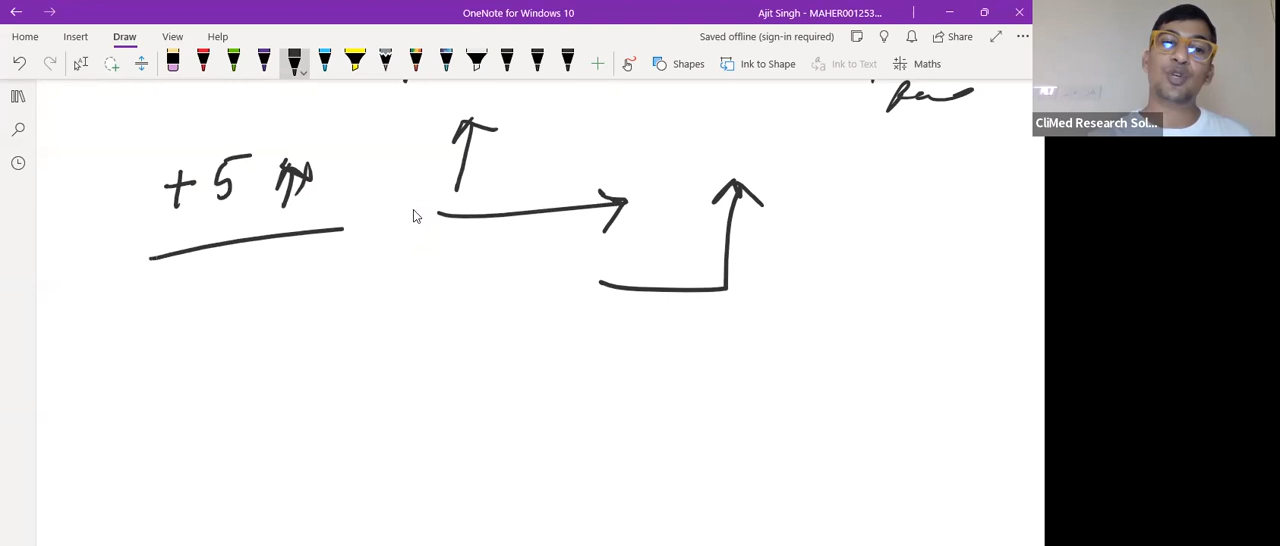 OneNote for Windows 10
Ajit Singh - MAHER001253...
Home Insert Draw View Help
Saved offline (sign-in required) Share
Shapes Ink to Shape Ink to Text Maths
CliMed Research Sol...
+5